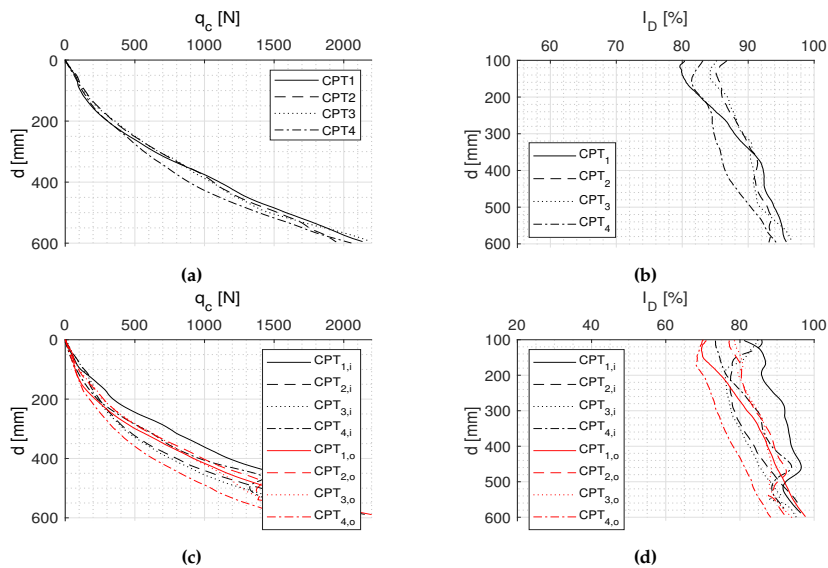 q_c [N]
0 500 1000 1500 2000
0
200
400
600
d [mm]
CPT1
CPT2
CPT3
CPT4
(a)
I_D [%]
60 70 80 90 100
100
200
300
400
500
600
d [mm]
CPT_1
CPT_2
CPT_3
CPT_4
(b)
q_c [N]
0 500 1000 1500 2000
0
200
400
600
d [mm]
CPT_1,i
CPT_2,i
CPT_3,i
CPT_4,i
CPT_1,o
CPT_2,o
CPT_3,o
CPT_4,o
(c)
I_D [%]
20 40 60 80 100
100
200
300
400
500
600
d [mm]
CPT_1,i
CPT_2,i
CPT_3,i
CPT_4,i
CPT_1,o
CPT_2,o
CPT_3,o
CPT_4,o
(d)